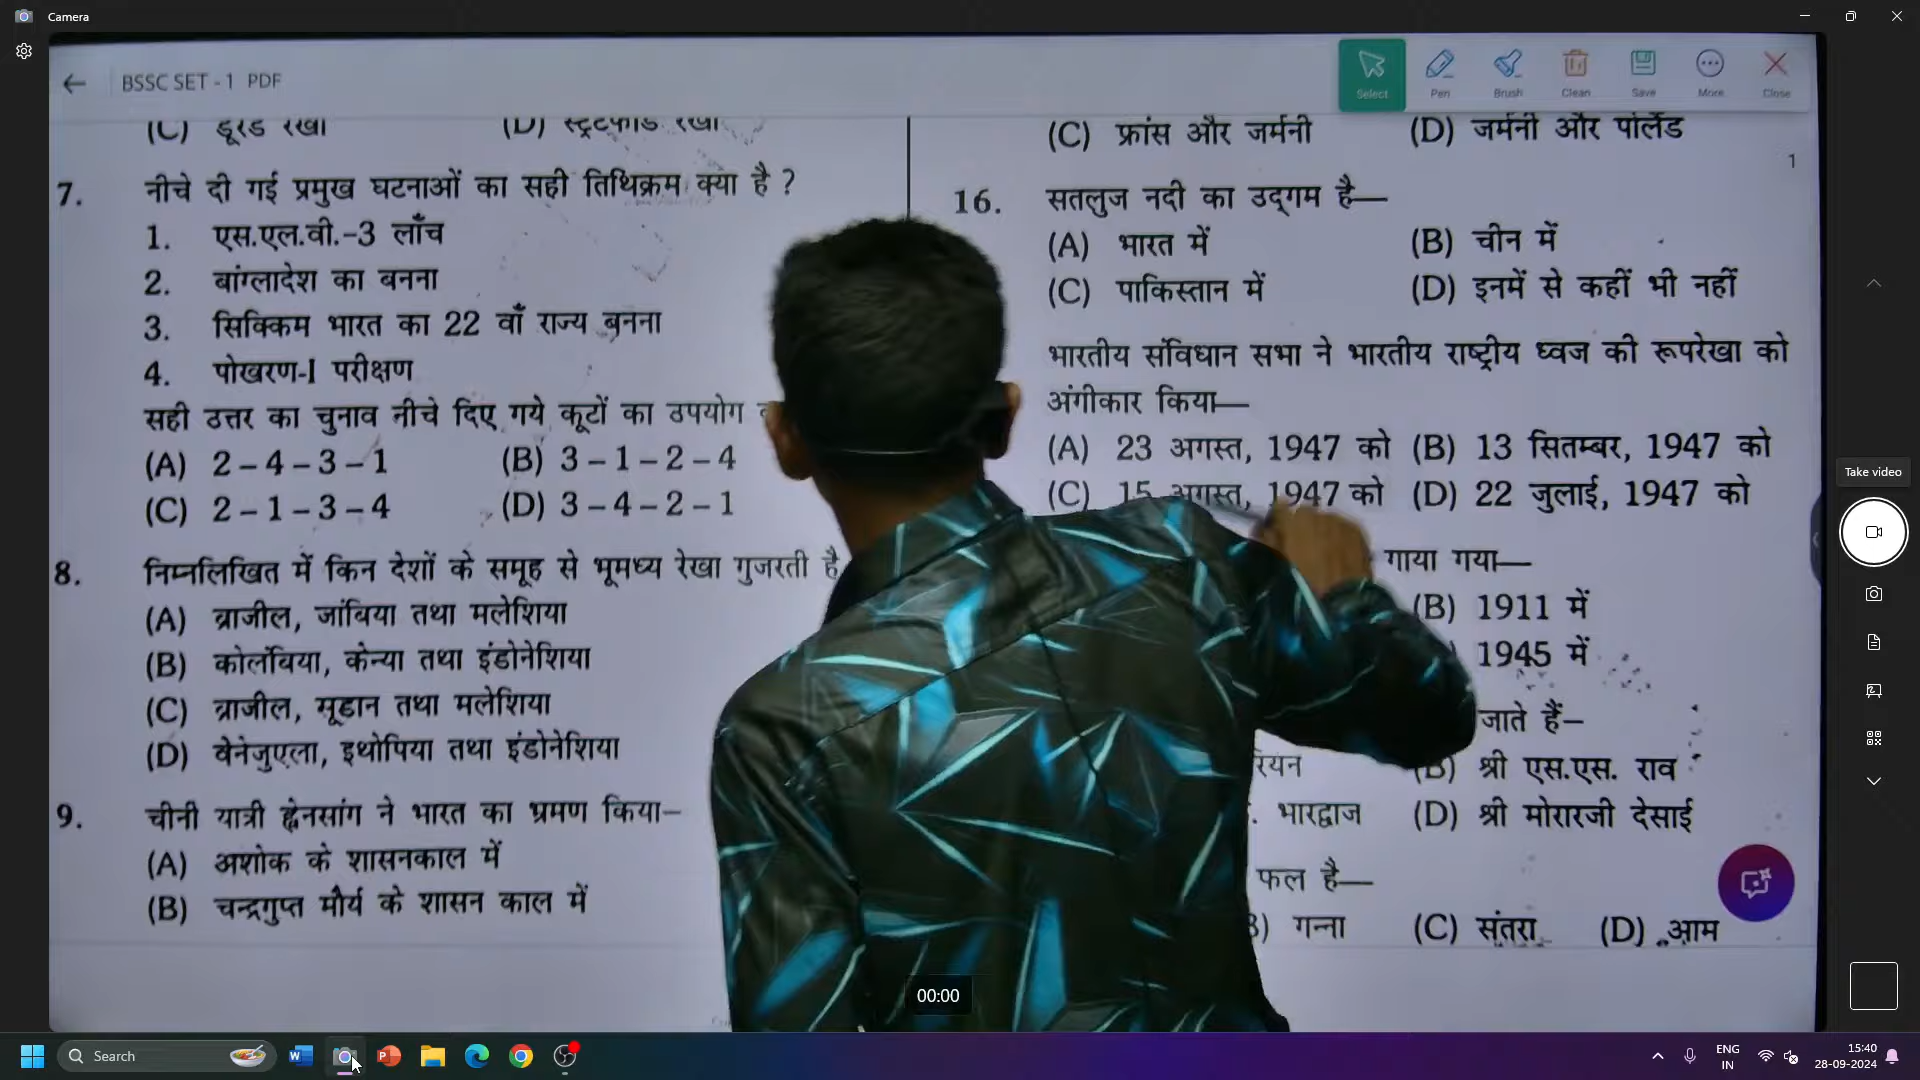 Camera
BSSC SET - 1 PDF
Select
Pen
Brush
Clean
Save
More
Close
(C) डूरंड रेखा (D) रेखा
7. नीचे दी गई प्रमुख घटनाओं का सही तिथिक्रम क्या है ?
1. एस.एल.वी.-3 लाँच
2. बांग्लादेश का बनना
3. सिक्किम भारत का 22 वाँ राज्य बनना
4. पोखरण-I परीक्षण
सही उत्तर का चुनाव नीचे दिए गये कूटों का उपयोग
(A) 2 – 4 – 3 – 1 (B) 3 – 1 – 2 – 4
(C) 2 – 1 – 3 – 4 (D) 3 – 4 – 2 – 1
8. निम्नलिखित में किन देशों के समूह से भूमध्य रेखा गुजरती है
(A) ब्राजील, जांबिया तथा मलेशिया
(B) कोलंबिया, केन्या तथा इंडोनेशिया
(C) ब्राजील, सूडान तथा मलेशिया
(D) वेनेजुएला, इथोपिया तथा इंडोनेशिया
9. चीनी यात्री ह्वेनसांग ने भारत का भ्रमण किया–
(A) अशोक के शासनकाल में
(B) चन्द्रगुप्त मौर्य के शासन काल में
(C) फ्रांस और जर्मनी (D) जर्मनी और पोलैंड
1
16. सतलुज नदी का उद्गम है—
(A) भारत में (B) चीन में
(C) पाकिस्तान में (D) इनमें से कहीं भी नहीं
भारतीय संविधान सभा ने भारतीय राष्ट्रीय ध्वज की रूपरेखा को
अंगीकार किया—
(A) 23 अगस्त, 1947 को (B) 13 सितम्बर, 1947 को
(C) 15 अगस्त, 1947 को (D) 22 जुलाई, 1947 को
गाया गया—
(B) 1911 में
1945 में
जाते हैं–
(B) श्री एस.एस. राव
भारद्वाज (D) श्री मोरारजी देसाई
फल है—
गन्ना (C) संतरा (D) आम
Take video
00:00
Search
ENG
IN
15:40
28-09-2024